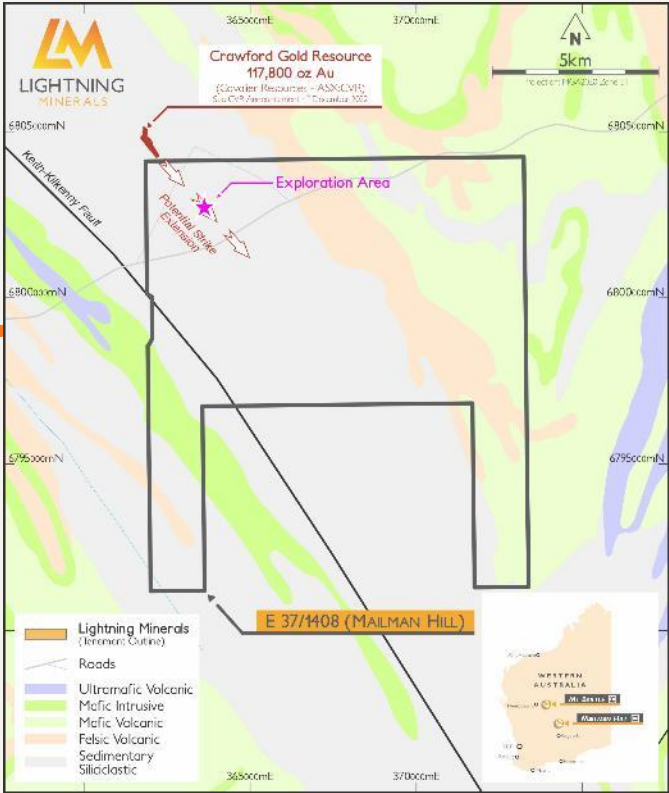 365000mE
370000mE
LIGHTNING
MINERALS
Crawford Gold Resource
117,800 oz Au
(Cavalier Resources - ASX:CVR)
N
5km
6805000mN
6805000mN
Keith-Kilkenny Fault
Exploration Area
Potential Strike
Extension
6800000mN
6800000mN
6795000mN
6795000mN
E 37/1408 (MAILMAN HILL)
Lightning Minerals
(Tenement Outline)
Roads
Ultramafic Volcanic
Mafic Intrusive
Mafic Volcanic
Felsic Volcanic
Sedimentary
Siliciclastic
WESTERN
AUSTRALIA
365000mE
370000mE